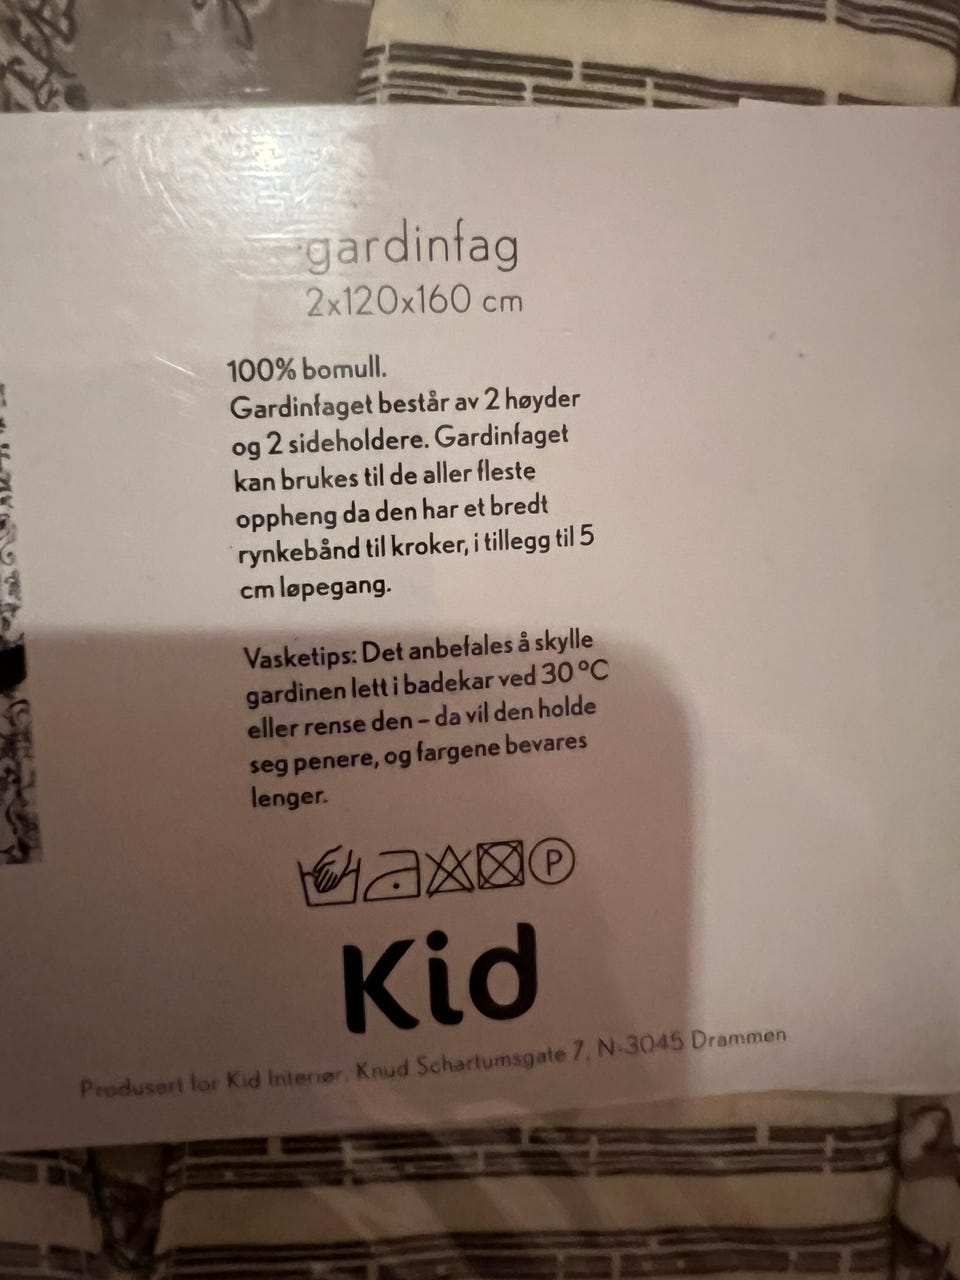 gardinfag
2x120x160 cm
100% bomull.
Gardinfaget består av 2 høyder
og 2 sideholdere. Gardinfaget
kan brukes til de aller fleste
oppheng da den har et bredt
rynkebånd til kroker, i tillegg til 5
cm løpegang.
Vasketips: Det anbefales å skylle
gardinen lett i badekar ved 30 °C
eller rense den – da vil den holde
seg penere, og fargene bevares
lenger.
P
Kid
Produsert for Kid Interiør, Knud Schartumsgate 7, N-3045 Drammen